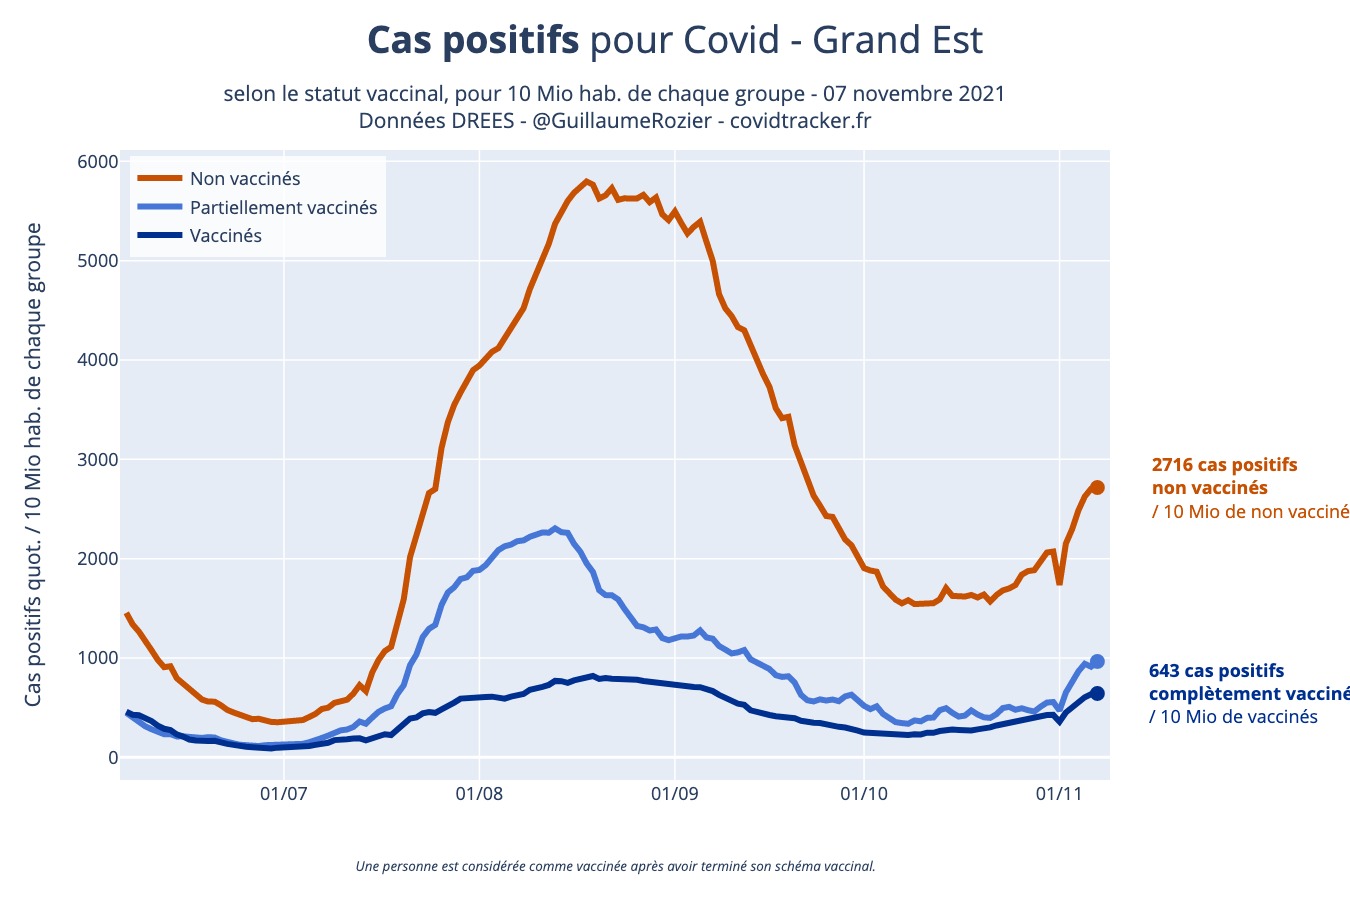 Cas positifs pour Covid - Grand Est
selon le statut vaccinal, pour 10 Mio hab. de chaque groupe - 07 novembre 2021
Données DREES - @GuillaumeRozier - covidtracker.fr
Cas positifs quot. / 10 Mio hab. de chaque groupe
6000
5000
4000
3000
2000
1000
0
Non vaccinés
Partiellement vaccinés
Vaccinés
2716 cas positifs
non vaccinés
/ 10 Mio de non vacciné
643 cas positifs
complètement vacciné
/ 10 Mio de vaccinés
01/07
01/08
01/09
01/10
01/11
Une personne est considérée comme vaccinée après avoir terminé son schéma vaccinal.